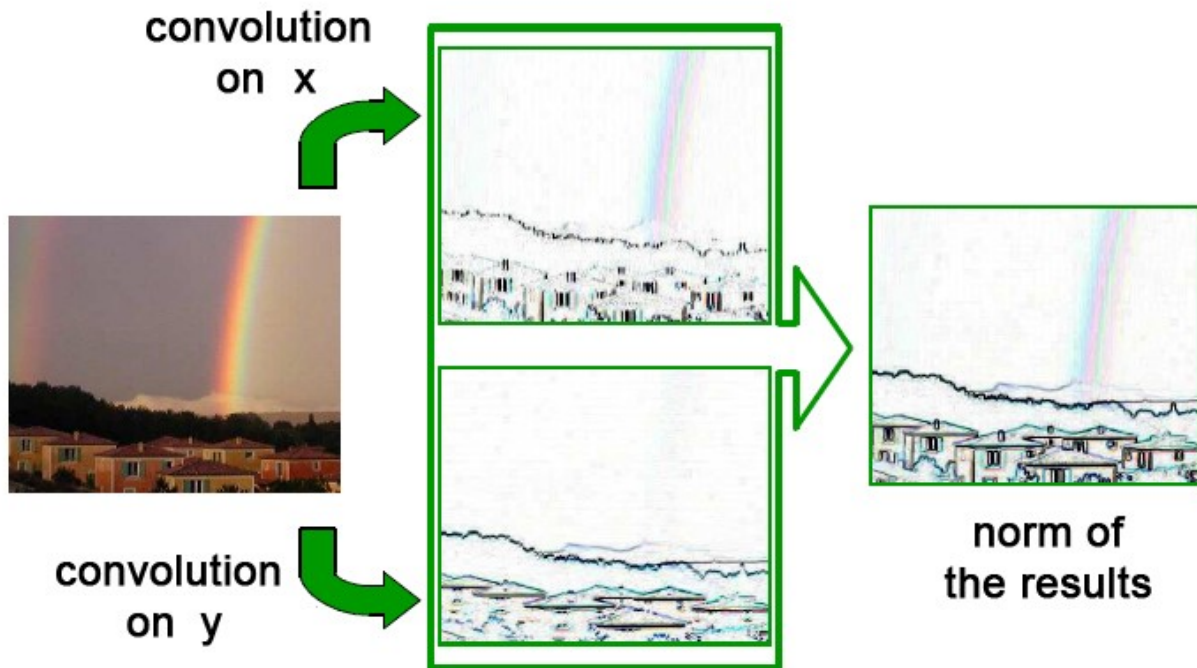 convolution
on x
convolution
on y
norm of
the results